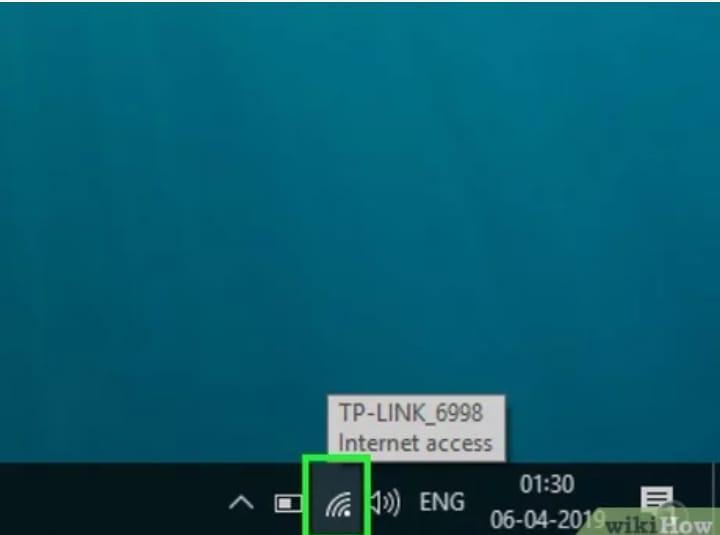 TP-LINK_6998
Internet access
ENG
01:30
06-04-2019
wikiHow